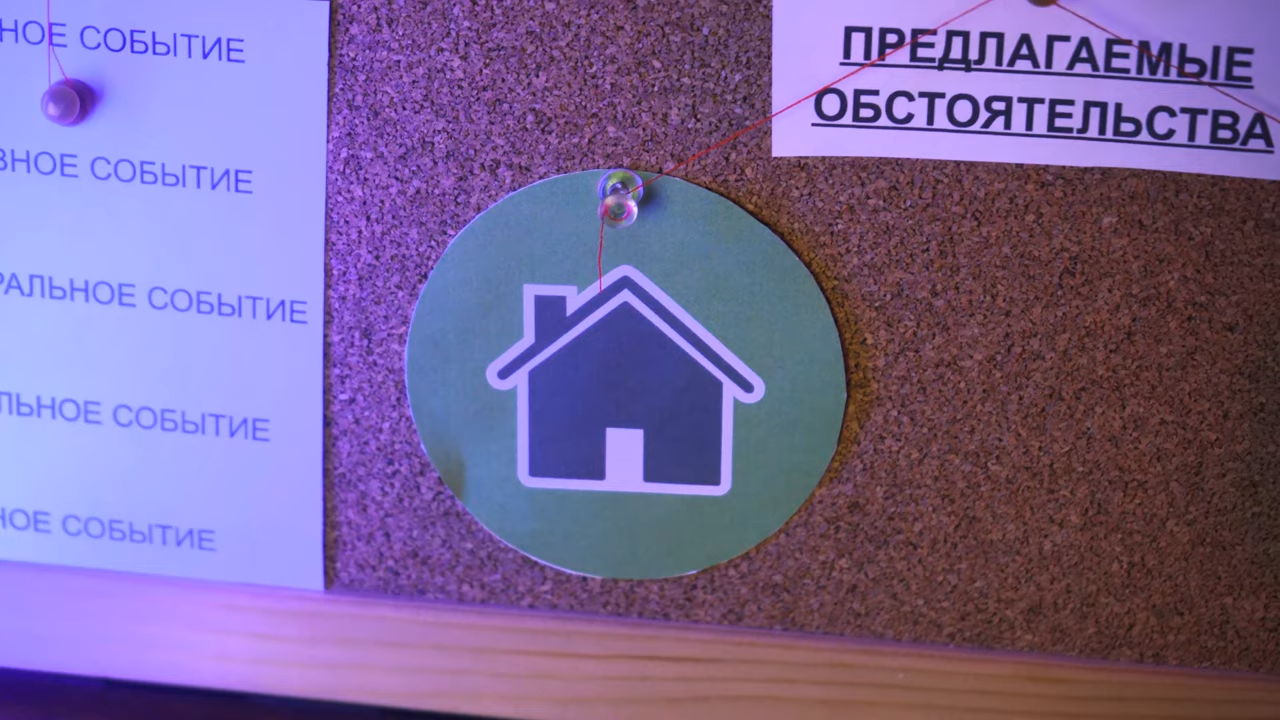 НОЕ СОБЫТИЕ
ВНОЕ СОБЫТИЕ
РАЛЬНОЕ СОБЫТИЕ
ЛЬНОЕ СОБЫТИЕ
НОЕ СОБЫТИЕ
ПРЕДЛАГАЕМЫЕ
ОБСТОЯТЕЛЬСТВА